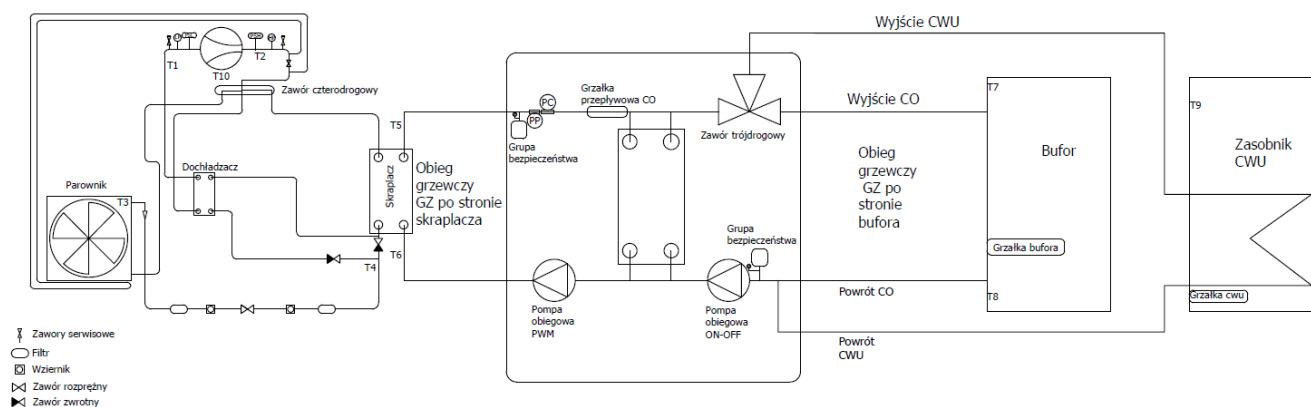 Wyjście CWU
T1
T2
T10
Zawór czterodrogowy
PC
PP
Grzałka
przepływowa CO
T5
Grupa
bezpieczeństwa
Zawór trójdrogowy
Wyjście CO
T7
T9
Bufor
Zasobnik
CWU
Dochładzacz
Parownik
T3
Skraplacz
Obieg
grzewczy
GZ po stronie
skraplacza
Obieg
grzewczy
GZ po
stronie
bufora
Grupa
bezpieczeństwa
Grzałka bufora
T4
T6
T8
Grzałka cwu
Powrót CO
Pompa
obiegowa
PWM
Pompa
obiegowa
ON-OFF
Powrót
CWU
Zawory serwisowe
Filtr
Wziernik
Zawór rozprężny
Zawór zwrotny